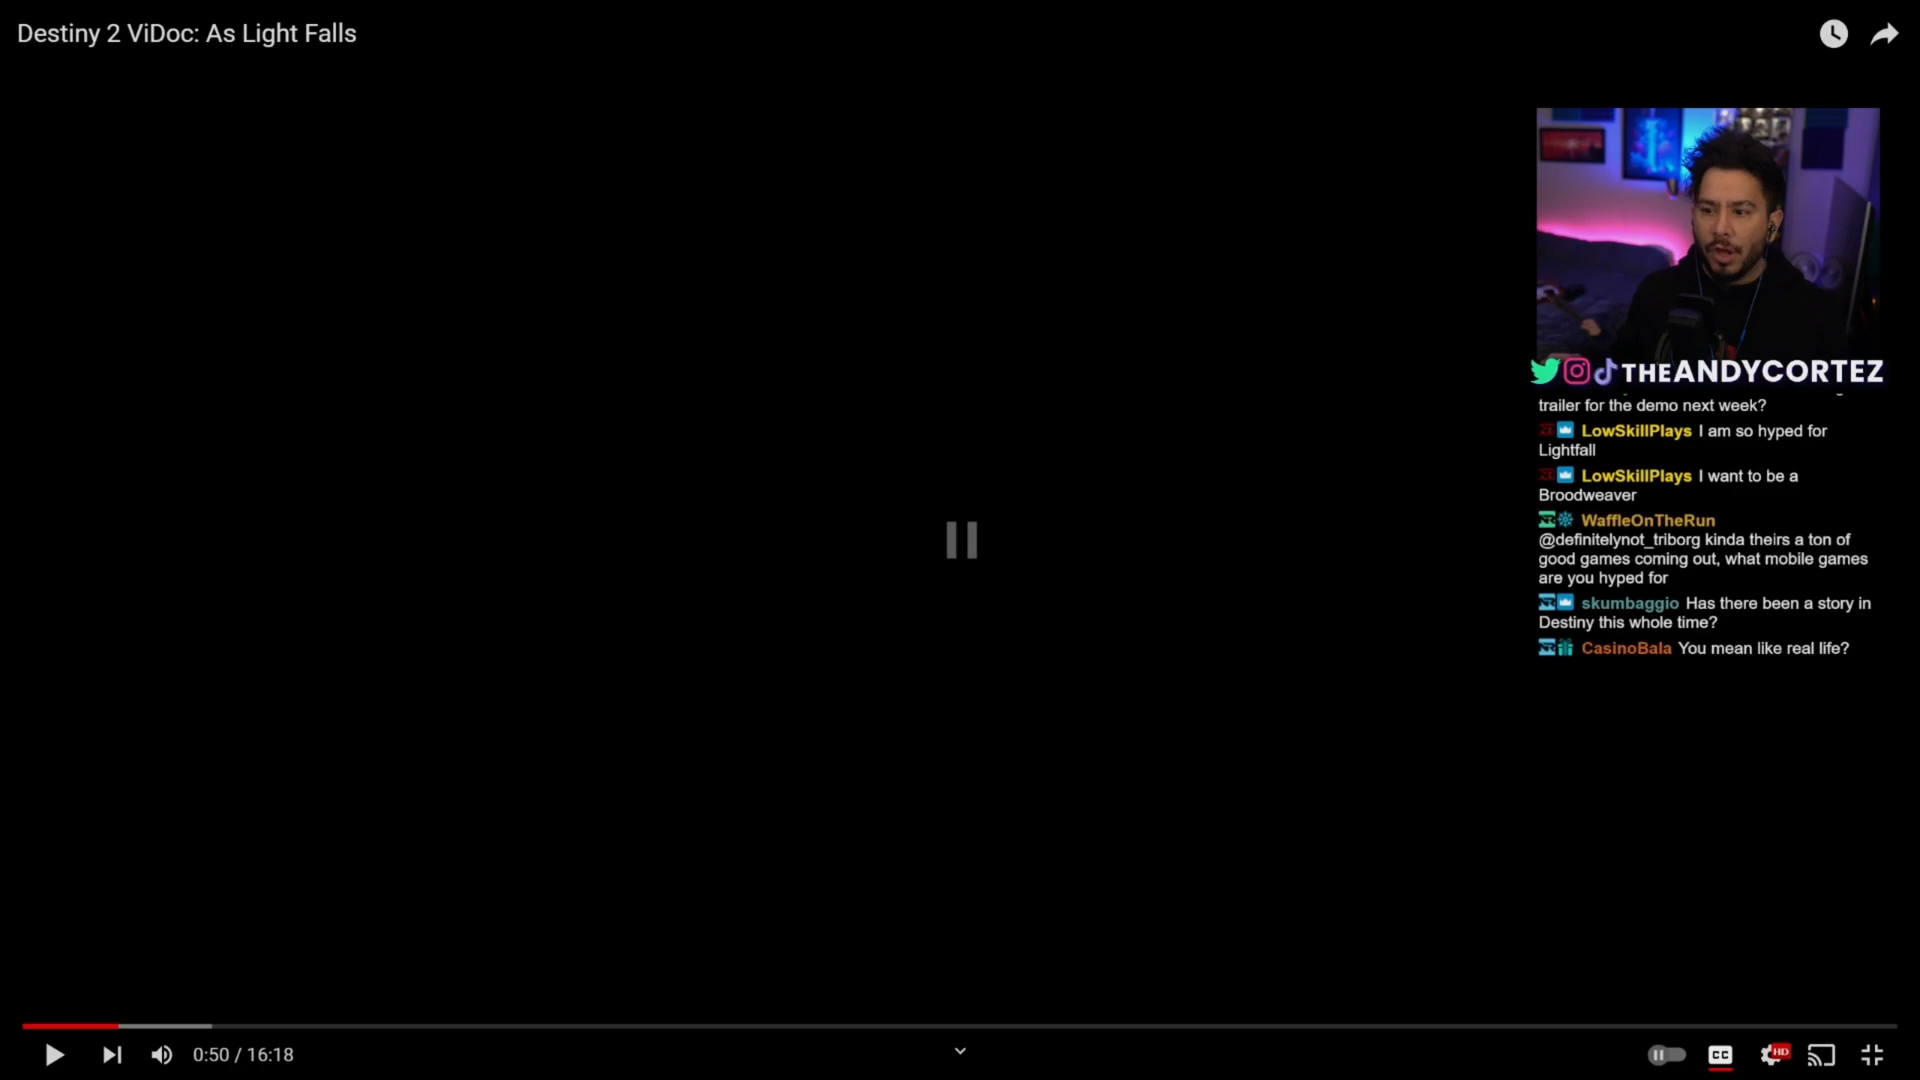 Destiny 2 ViDoc: As Light Falls
THEANDYCORTEZ
trailer for the demo next week?
LowSkillPlays I am so hyped for
Lightfall
LowSkillPlays I want to be a
Broodweaver
WaffleOnTheRun
@definitelynot_triborg kinda theirs a ton of
good games coming out, what mobile games
are you hyped for
skumbaggio Has there been a story in
Destiny this whole time?
CasinoBala You mean like real life?
0:50 / 16:18
CC
HD